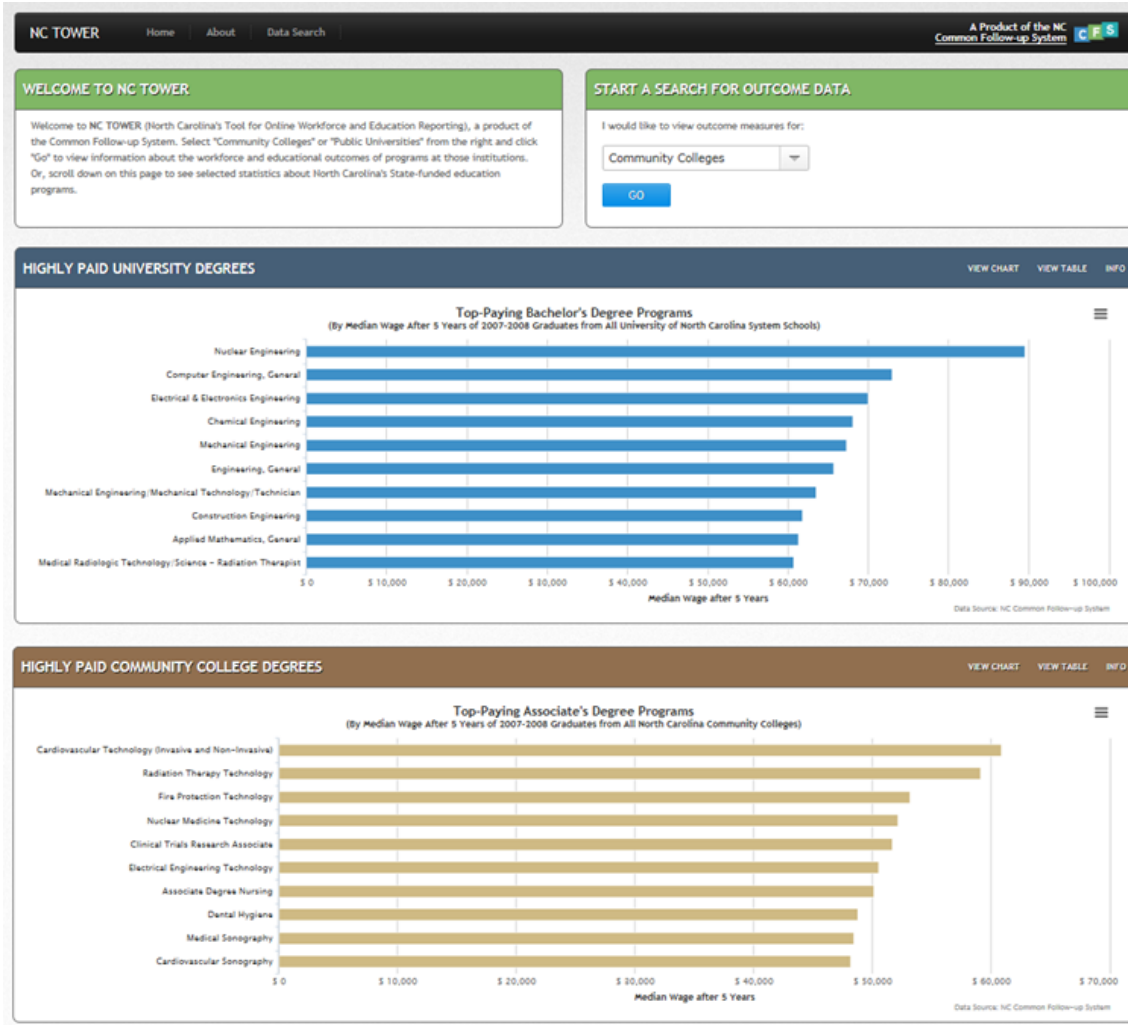 NC TOWER
Home
About
Data Search
A Product of the NC
Common Follow-up System
C F S
WELCOME TO NC TOWER
Welcome to NC TOWER (North Carolina's Tool for Online Workforce and Education Reporting), a product of
the Common Follow-up System. Select "Community Colleges" or "Public Universities" from the right and click
"Go" to view information about the workforce and educational outcomes of programs at those institutions.
Or, scroll down on this page to see selected statistics about North Carolina's State-funded education
programs.
START A SEARCH FOR OUTCOME DATA
I would like to view outcome measures for:
Community Colleges
GO
HIGHLY PAID UNIVERSITY DEGREES
VIEW CHART
VIEW TABLE
INFO
Top-Paying Bachelor's Degree Programs
(By Median Wage After 5 Years of 2007-2008 Graduates from All University of North Carolina System Schools)
Nuclear Engineering
Computer Engineering, General
Electrical & Electronics Engineering
Chemical Engineering
Mechanical Engineering
Engineering, General
Mechanical Engineering/Mechanical Technology/Technician
Construction Engineering
Applied Mathematics, General
Medical Radiologic Technology/Science - Radiation Therapist
$ 0 $ 10,000 $ 20,000 $ 30,000 $ 40,000 $ 50,000 $ 60,000 $ 70,000 $ 80,000 $ 90,000 $ 100,000
Median Wage after 5 Years
Data Source: NC Common Follow-up System
HIGHLY PAID COMMUNITY COLLEGE DEGREES
VIEW CHART
VIEW TABLE
INFO
Top-Paying Associate's Degree Programs
(By Median Wage After 5 Years of 2007-2008 Graduates from All North Carolina Community Colleges)
Cardiovascular Technology (Invasive and Non-Invasive)
Radiation Therapy Technology
Fire Protection Technology
Nuclear Medicine Technology
Clinical Trials Research Associate
Electrical Engineering Technology
Associate Degree Nursing
Dental Hygiene
Medical Sonography
Cardiovascular Sonography
$ 0 $ 10,000 $ 20,000 $ 30,000 $ 40,000 $ 50,000 $ 60,000 $ 70,000
Median Wage after 5 Years
Data Source: NC Common Follow-up System